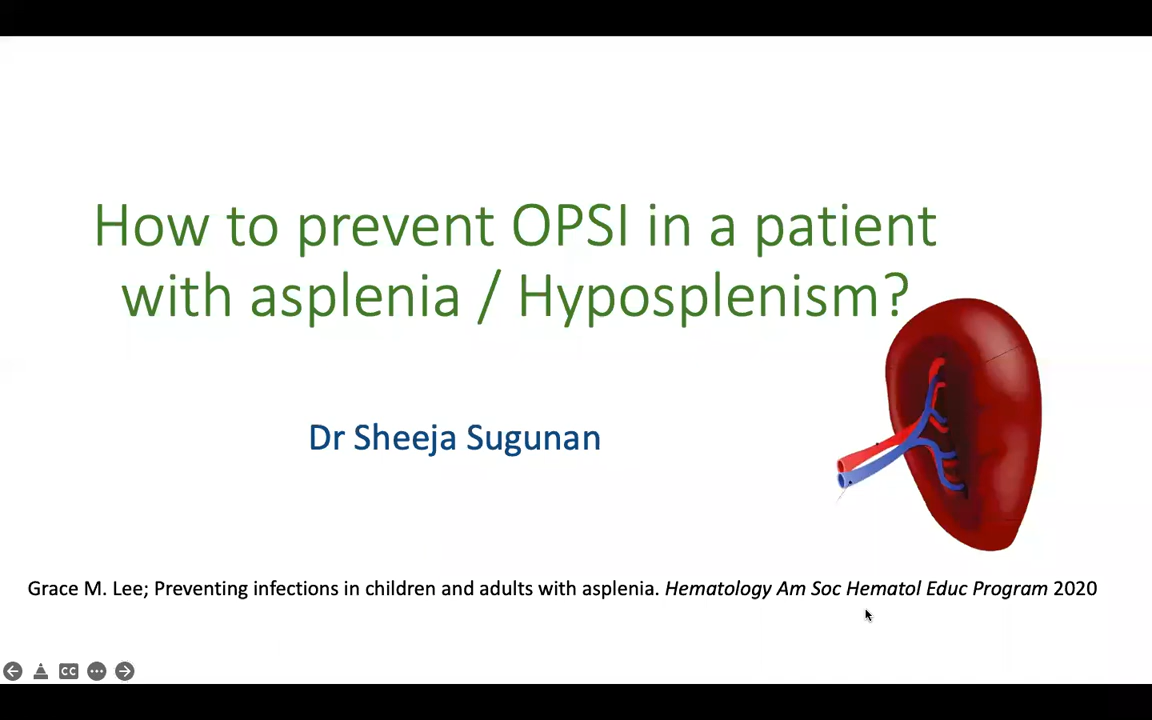 How to prevent OPSI in a patient
with asplenia / Hyposplenism?
Dr Sheeja Sugunan
Grace M. Lee; Preventing infections in children and adults with asplenia. Hematology Am Soc Hematol Educ Program 2020
CC